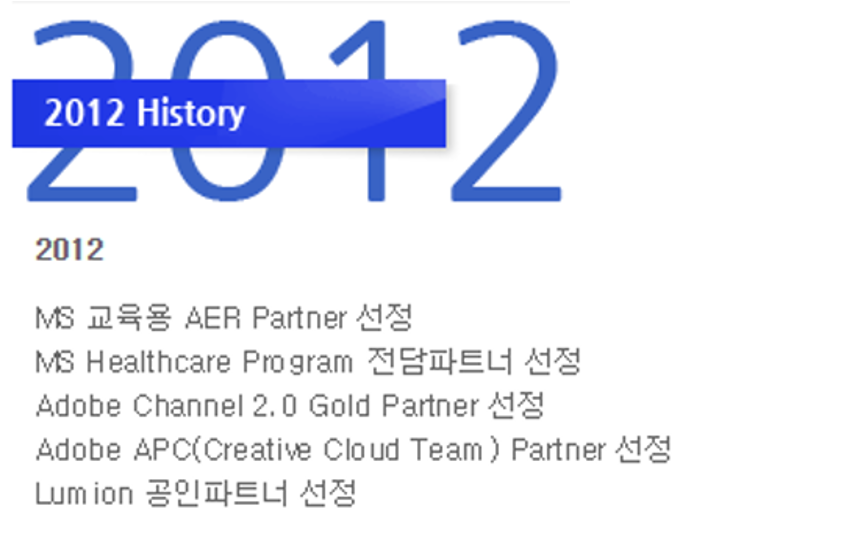 2012
2012 History
2012
MS 교육용 AER Partner 선정
MS Healthcare Program 전담파트너 선정
Adobe Channel 2.0 Gold Partner 선정
Adobe APC(Creative Cloud Team) Partner 선정
Lumion 공인파트너 선정